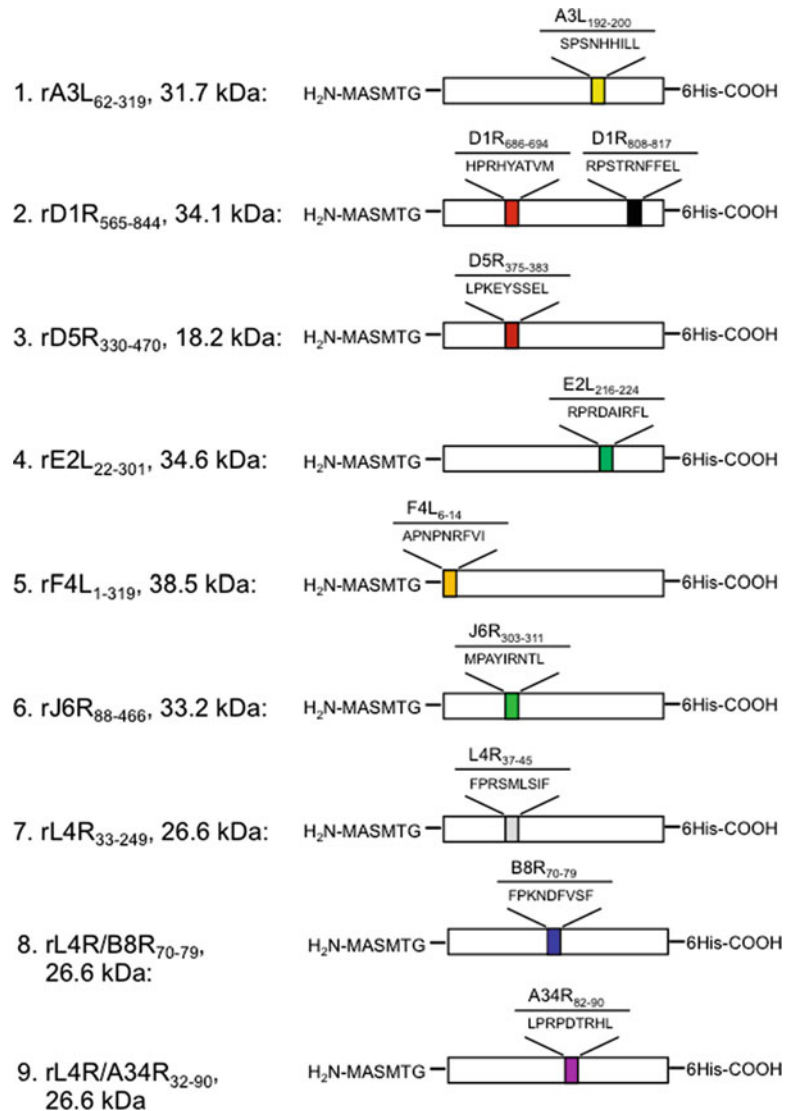 A3L192-200
SPSNHHILL
1. rA3L62-319, 31.7 kDa: H2N-MASMTG 6His-COOH
D1R686-694 D1R808-817
HPRHYATVM RPSTRNFFEL
2. rD1R565-844, 34.1 kDa: H2N-MASMTG 6His-COOH
D5R375-383
LPKEYSSEL
3. rD5R330-470, 18.2 kDa: H2N-MASMTG 6His-COOH
E2L216-224
RPRDAIRFL
4. rE2L22-301, 34.6 kDa: H2N-MASMTG 6His-COOH
F4L6-14
APNPNRFVI
5. rF4L1-319, 38.5 kDa: H2N-MASMTG 6His-COOH
J6R303-311
MPAYIRNTL
6. rJ6R88-466, 33.2 kDa: H2N-MASMTG 6His-COOH
L4R37-45
FPRSMLSIF
7. rL4R33-249, 26.6 kDa: H2N-MASMTG 6His-COOH
B8R70-79
FPKNDFVSF
8. rL4R/B8R70-79, H2N-MASMTG 6His-COOH
26.6 kDa:
A34R82-90
LPRPDTRHL
9. rL4R/A34R32-90, H2N-MASMTG 6His-COOH
26.6 kDa